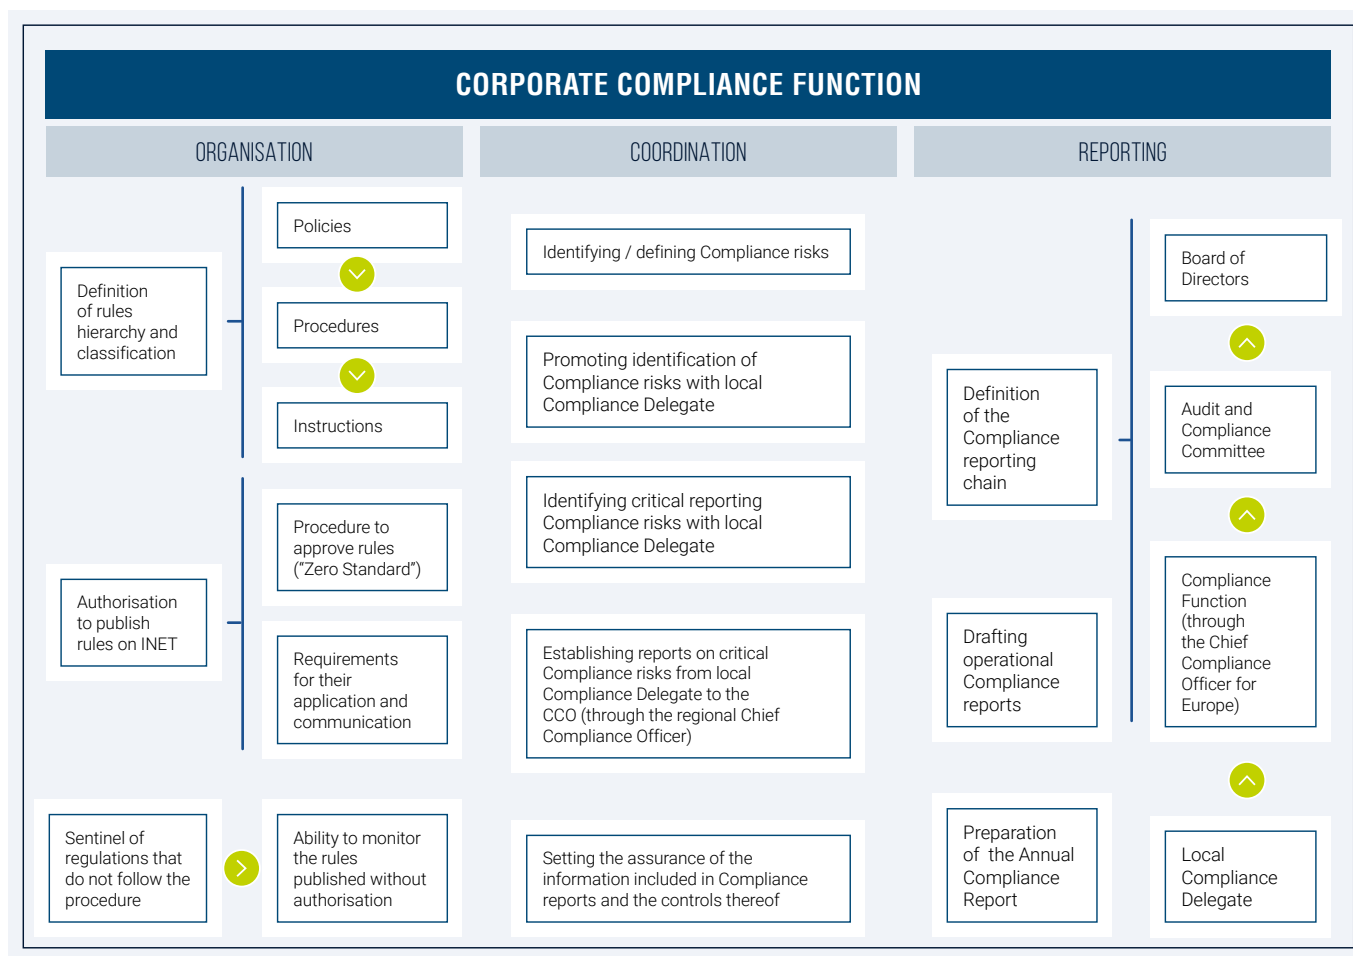 CORPORATE COMPLIANCE FUNCTION
ORGANISATION
Definition
of rules
hierarchy and
classification
Policies
Procedures
Instructions
Authorisation
to publish
rules on INET
Procedure to
approve rules
(“Zero Standard”)
Requirements
for their
application and
communication
Sentinel of
regulations that
do not follow the
procedure
Ability to monitor
the rules
published without
authorisation
COORDINATION
Identifying / defining Compliance risks
Promoting identification of
Compliance risks with local
Compliance Delegate
Identifying critical reporting
Compliance risks with local
Compliance Delegate
Establishing reports on critical
Compliance risks from local
Compliance Delegate to the
CCO (through the regional Chief
Compliance Officer)
Setting the assurance of the
information included in Compliance
reports and the controls thereof
REPORTING
Definition
of the
Compliance
reporting
chain
Drafting
operational
Compliance
reports
Preparation
of the Annual
Compliance
Report
Board of
Directors
Audit and
Compliance
Committee
Compliance
Function
(through
the Chief
Compliance
Officer for
Europe)
Local
Compliance
Delegate